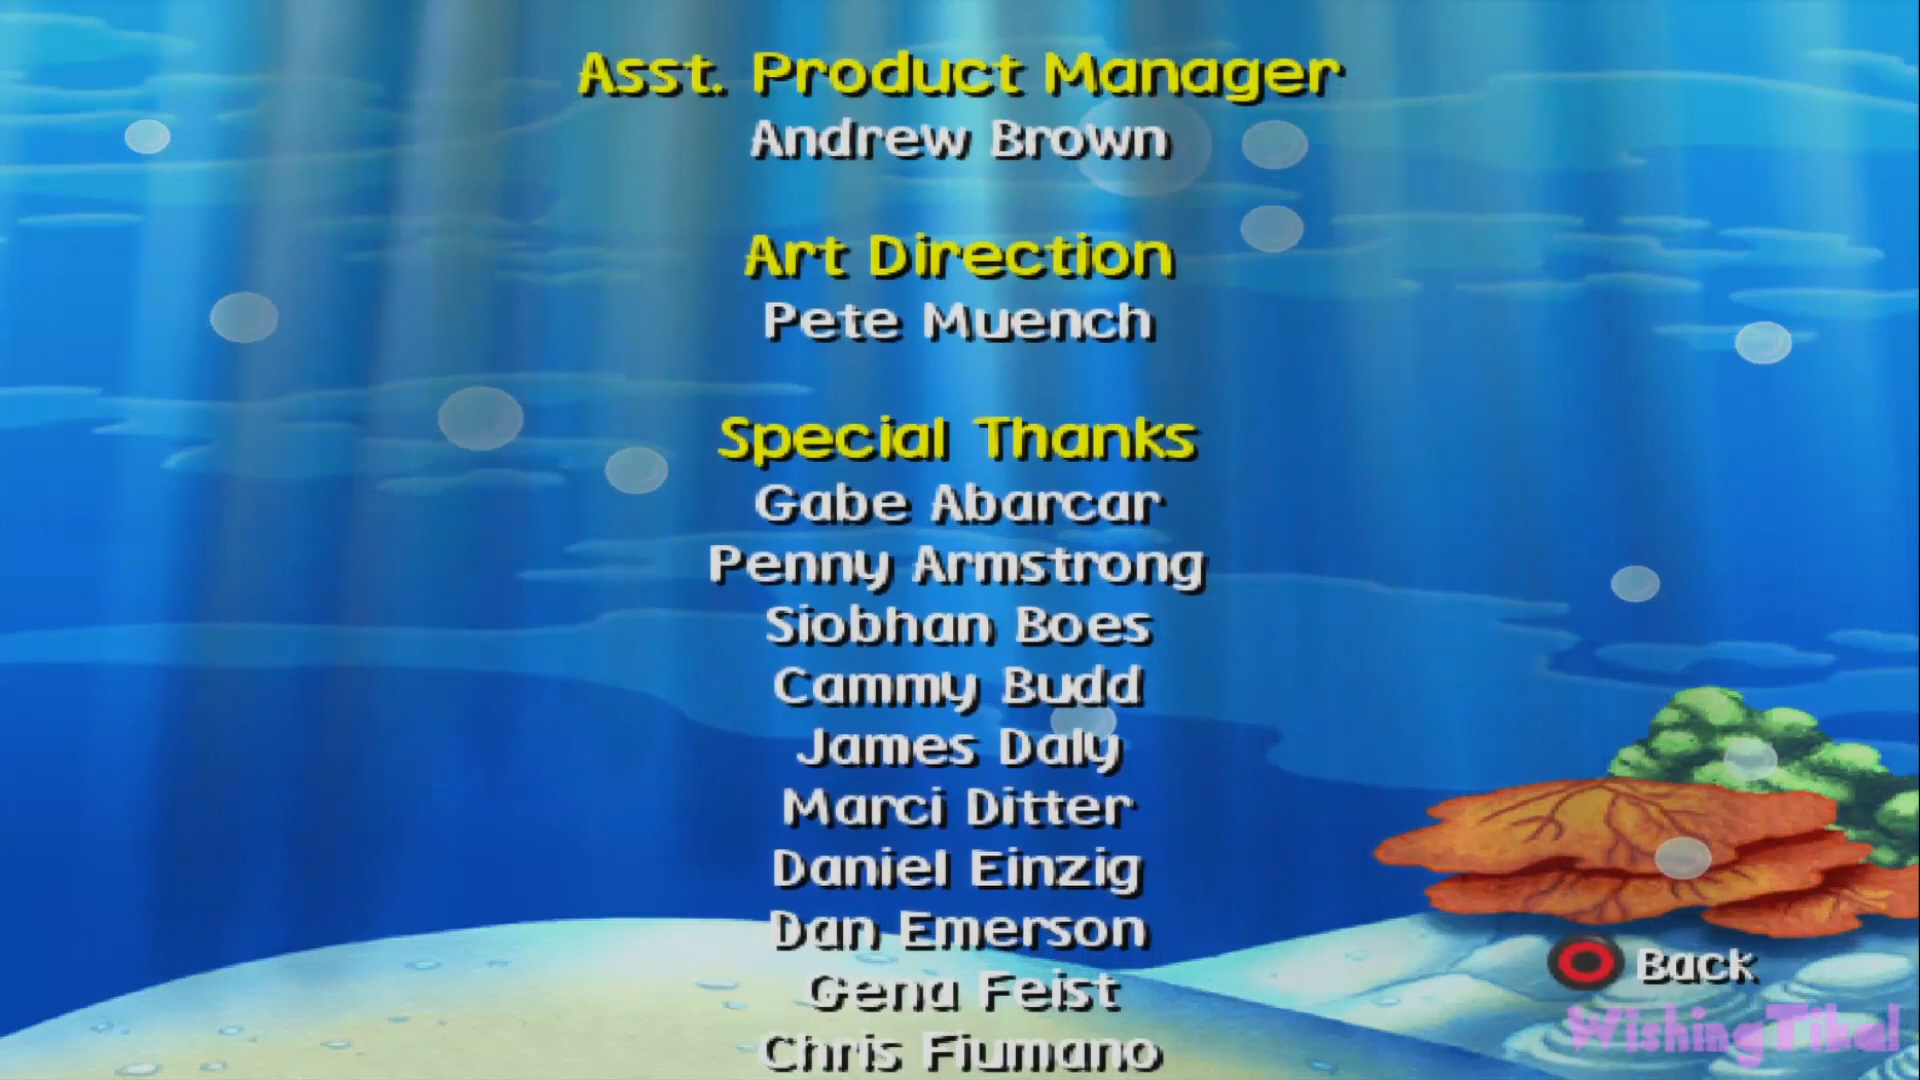 Asst. Product Manager
Andrew Brown
Art Direction
Pete Muench
Special Thanks
Gabe Abarcar
Penny Armstrong
Siobhan Boes
Cammy Budd
James Daly
Marci Ditter
Daniel Einzig
Dan Emerson
Gena Feist
Chris Fiumano
Back
WishingTikal